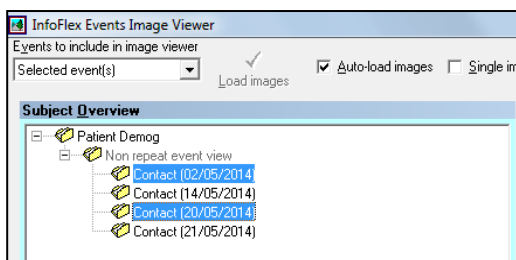 InfoFlex Events Image Viewer
Events to include in image viewer
Selected event(s)
Load images
Auto-load images
Single im
Subject Overview
Patient Demog
Non repeat event view
Contact (02/05/2014)
Contact (14/05/2014)
Contact (20/05/2014)
Contact (21/05/2014)